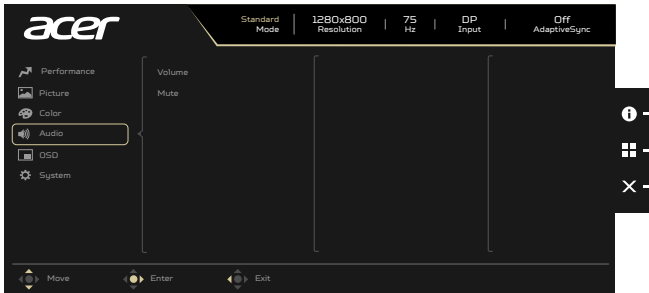 acer
Standard
Mode
1280x800
Resolution
75
Hz
DP
Input
Off
AdaptiveSync
Performance
Volume
Picture
Mute
Color
Audio
OSD
System
Move
Enter
Exit